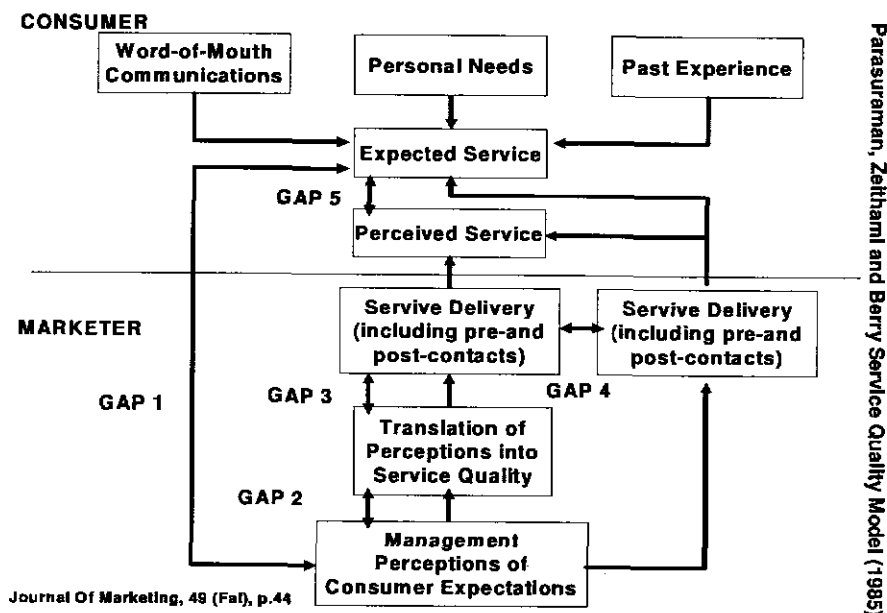 CONSUMER
Word-of-Mouth
Communications
Personal Needs
Past Experience
Expected Service
GAP 5
Perceived Service
MARKETER
Servive Delivery
(including pre-and
post-contacts)
Servive Delivery
(including pre-and
post-contacts)
GAP 1
GAP 3
GAP 4
Translation of
Perceptions into
Service Quality
GAP 2
Management
Perceptions of
Consumer Expectations
Journal Of Marketing, 49 (Fal), p.44
Parasuraman, Zeithaml and Berry Service Quality Model (1985)